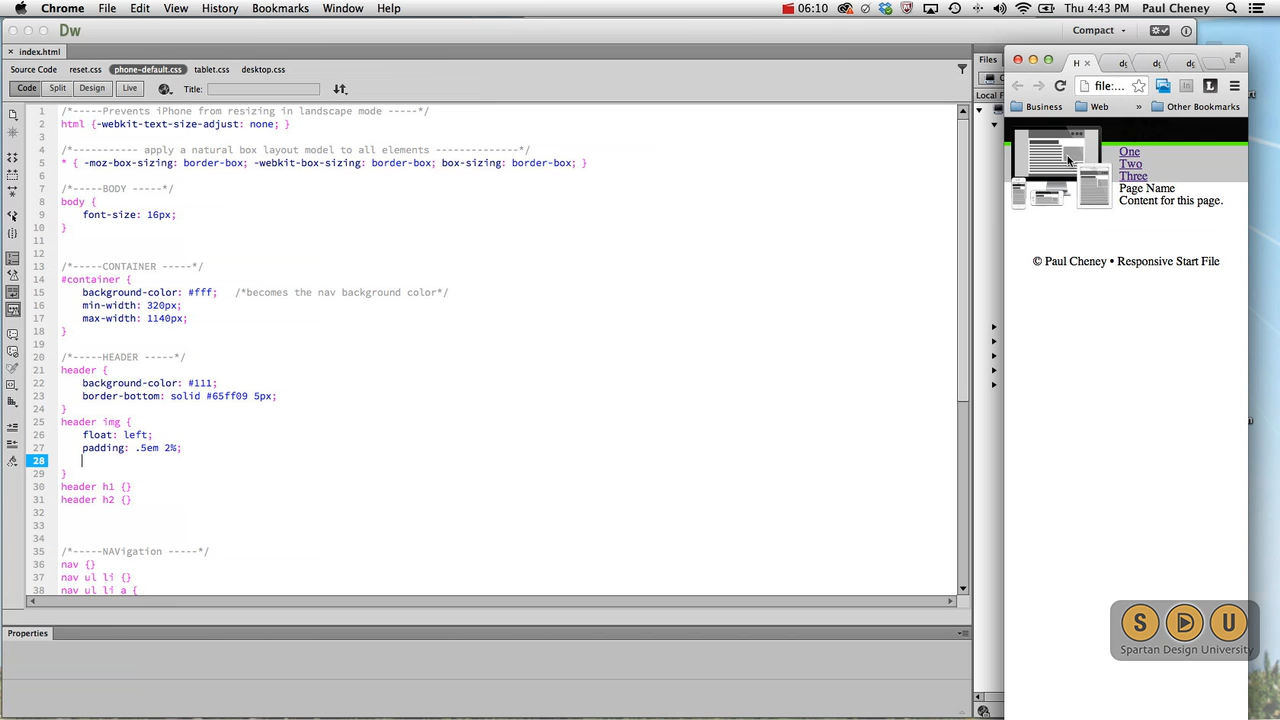 Chrome File Edit View History Bookmarks Window Help 06:10 Thu 4:43 PM Paul Cheney
Dw Compact
index.html
Source Code reset.css phone-default.css tablet.css desktop.css
Code Split Design Live Title:
1 /*-----Prevents iPhone from resizing in landscape mode -----*/
2 html {-webkit-text-size-adjust: none; }
3
4 /*---------- apply a natural box layout model to all elements --------------*/
5 * { -moz-box-sizing: border-box; -webkit-box-sizing: border-box; box-sizing: border-box; }
6
7 /*-----BODY -----*/
8 body {
9 font-size: 16px;
10 }
11
12
13 /*-----CONTAINER -----*/
14 #container {
15 background-color: #fff; /*becomes the nav background color*/
16 min-width: 320px;
17 max-width: 1140px;
18 }
19
20 /*-----HEADER -----*/
21 header {
22 background-color: #111;
23 border-bottom: solid #65ff09 5px;
24 }
25 header img {
26 float: left;
27 padding: .5em 2%;
28
29 }
30 header h1 {}
31 header h2 {}
32
33
34
35 /*-----NAVigation -----*/
36 nav {}
37 nav ul li {}
38 nav ul li a {
Properties
Files
Local F
H
file:...
Business Web » Other Bookmarks
One
Two
Three
Page Name
Content for this page.
© Paul Cheney • Responsive Start File
S D U
Spartan Design University